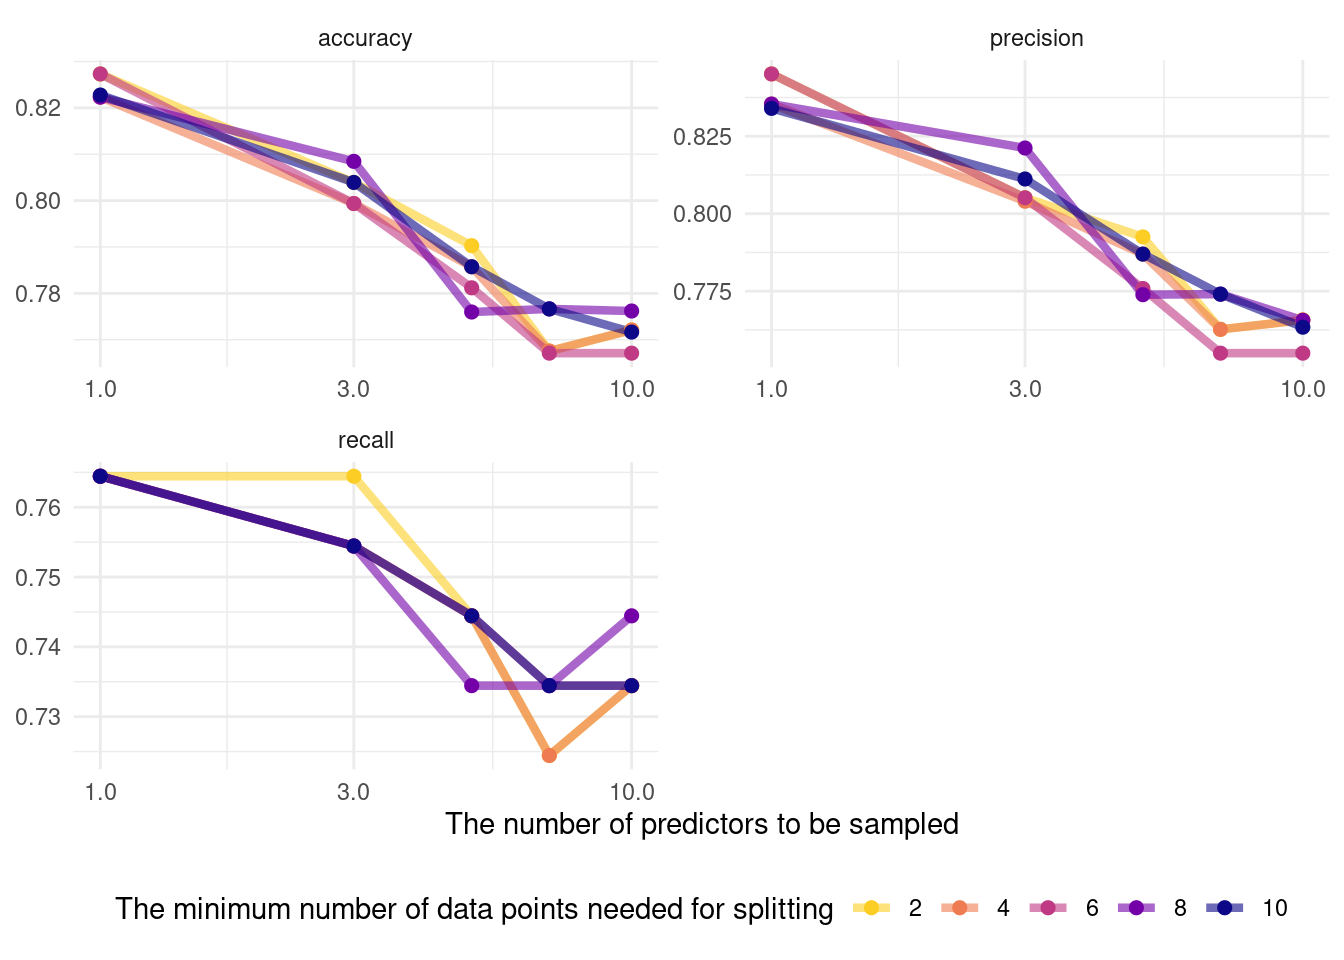 accuracy
0.82
0.80
0.78
1.0 3.0 10.0
precision
0.825
0.800
0.775
1.0 3.0 10.0
recall
0.76
0.75
0.74
0.73
1.0 3.0 10.0
The number of predictors to be sampled
The minimum number of data points needed for splitting 2 4 6 8 10